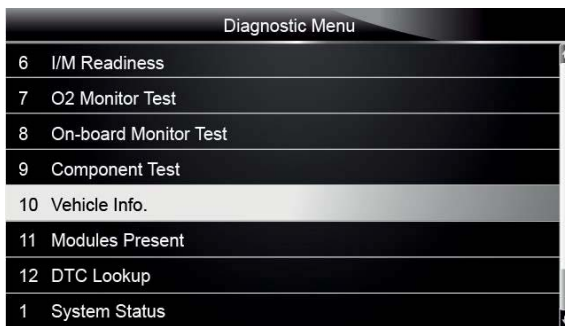 Diagnostic Menu
6 I/M Readiness
7 O2 Monitor Test
8 On-board Monitor Test
9 Component Test
10 Vehicle Info.
11 Modules Present
12 DTC Lookup
1 System Status